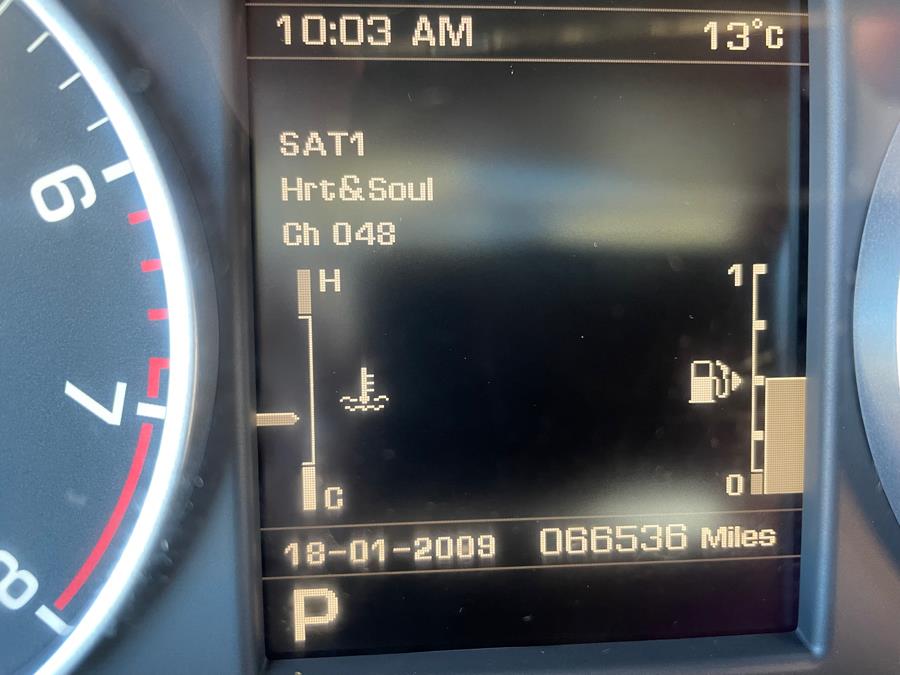 10:03 AM 13°C
SAT1
Hrt&Soul
Ch 048
H
1
6
7
8
0
C
18-01-2009 066536 Miles
P